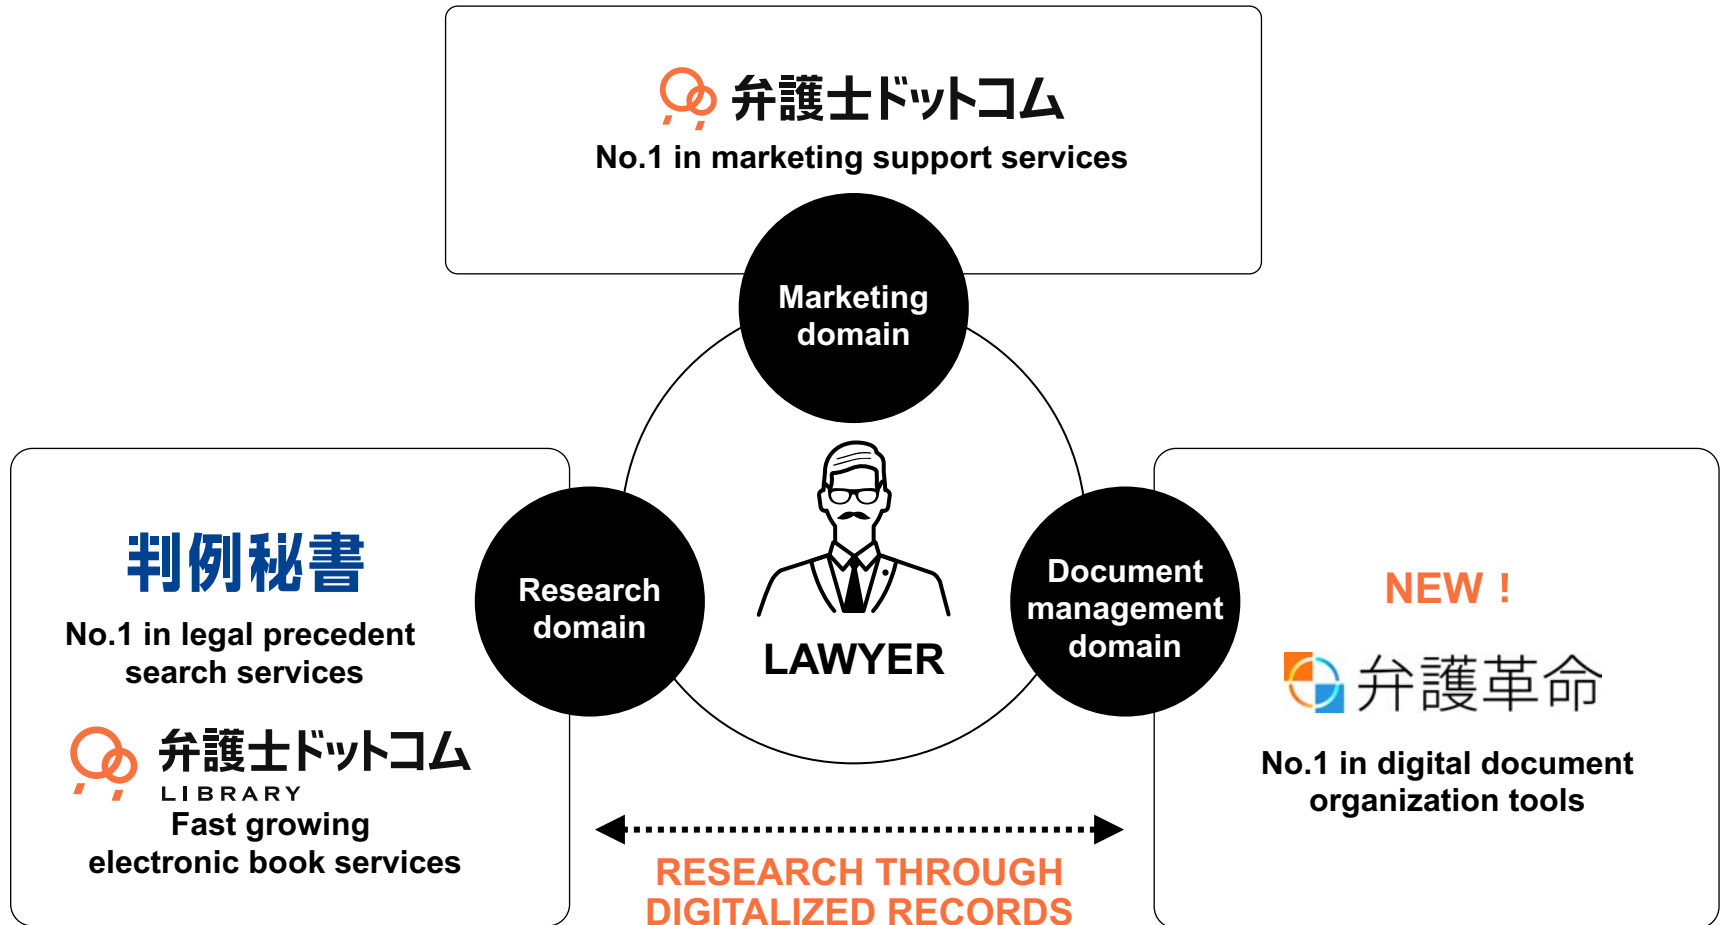 弁護士ドットコム
No.1 in marketing support services
Marketing
domain
判例秘書
No.1 in legal precedent
search services
弁護士ドットコム
LIBRARY
Fast growing
electronic book services
Research
domain
LAWYER
Document
management
domain
NEW !
弁護革命
No.1 in digital document
organization tools
RESEARCH THROUGH
DIGITALIZED RECORDS